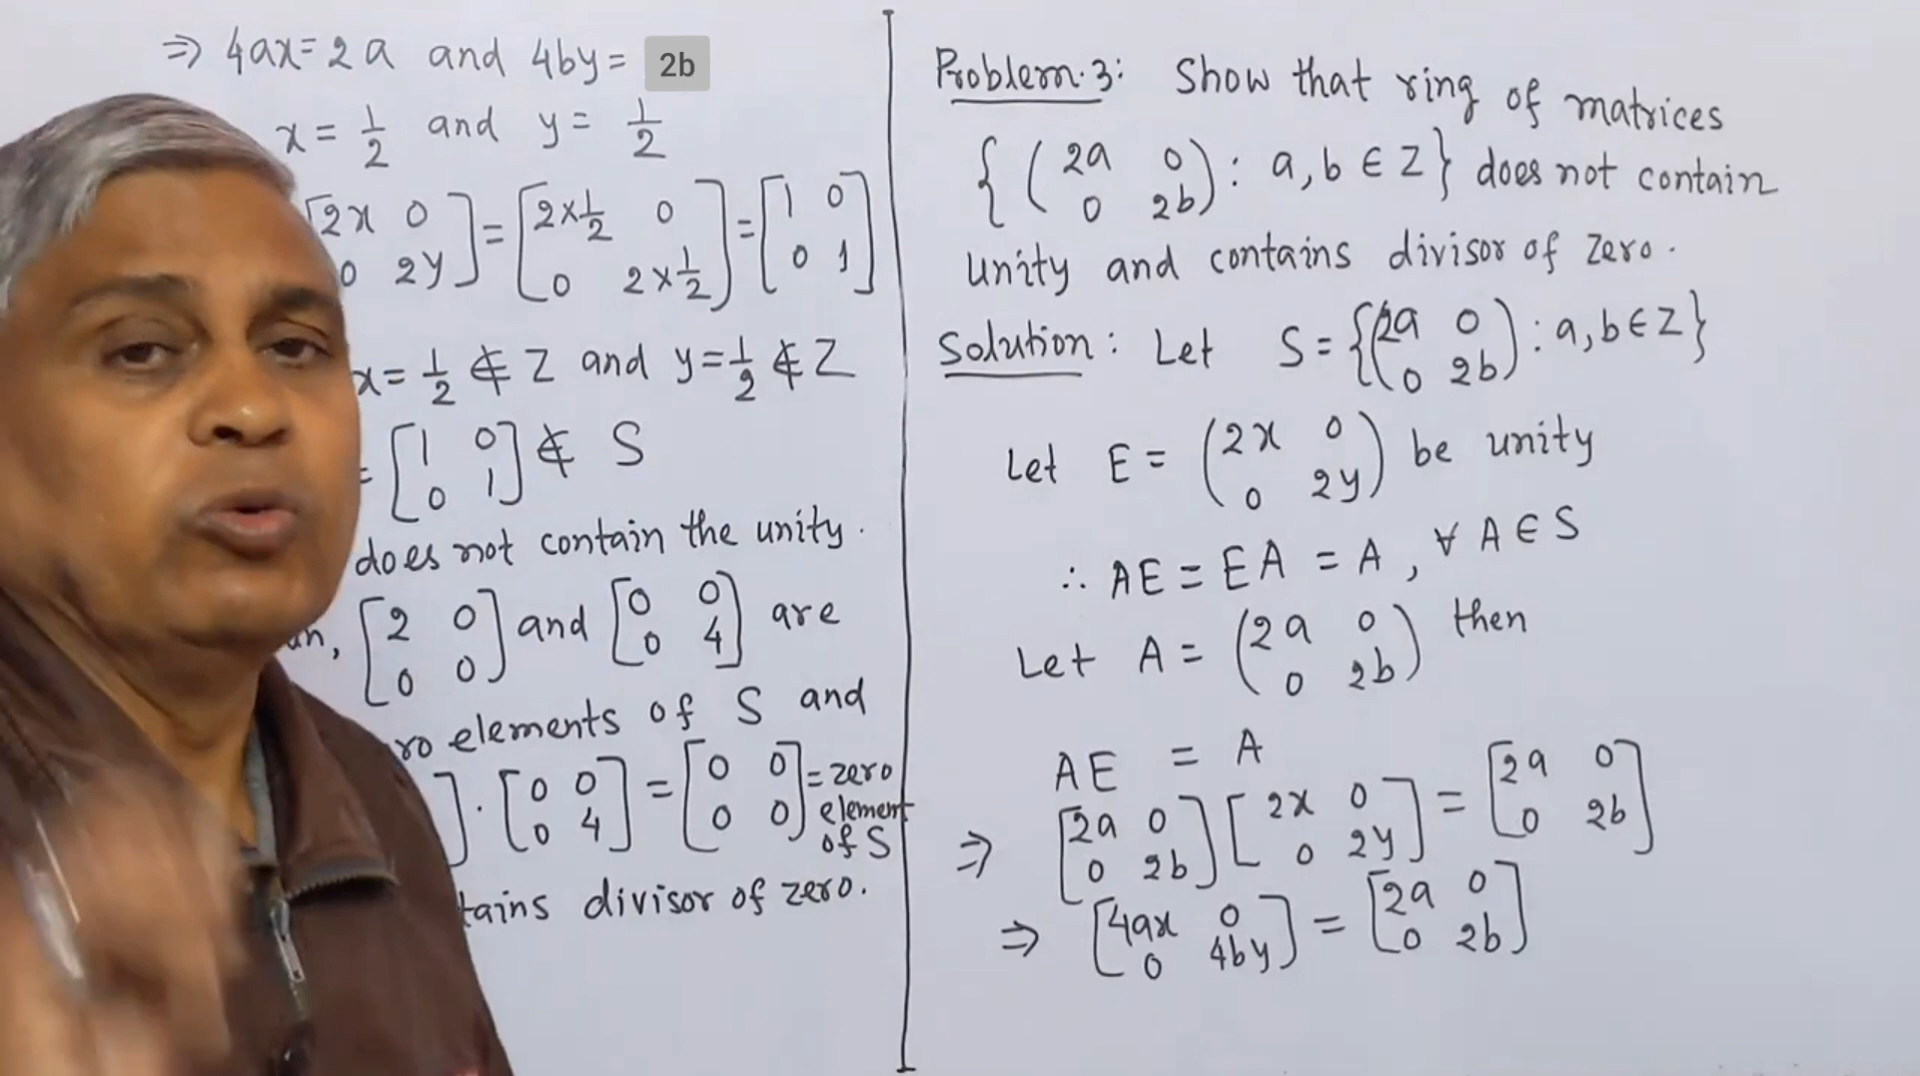 Problem.3: Show that ring of matrices
{ ( 2a 0 ) : a, b ∈ Z } does not contain
0 2b
unity and contains divisor of zero.
Solution: Let S = { ( 2a 0 ) : a, b ∈ Z }
0 2b
Let E = ( 2x 0 ) be unity
0 2y
∴ AE = EA = A, ∀ A ∈ S
Let A = ( 2a 0 ) then
0 2b
AE = A
⇒ [ 2a 0 ] [ 2x 0 ] = [ 2a 0 ]
0 2b 0 2y 0 2b
⇒ [ 4ax 0 ] = [ 2a 0 ]
0 4by 0 2b
⇒ 4ax = 2a and 4by = 2b
x = 1/2 and y = 1/2
[ 2x 0 ] = [ 2×1/2 0 ] = [ 1 0 ]
0 2y 0 2×1/2 0 1
x = 1/2 ∉ Z and y = 1/2 ∉ Z
= [ 1 0 ] ∉ S
0 1
does not contain the unity.
[ 2 0 ] and [ 0 0 ] are
0 0 0 4
elements of S and
] . [ 0 0 ] = [ 0 0 ] = zero
0 4 0 0 element
of S
divisor of zero.